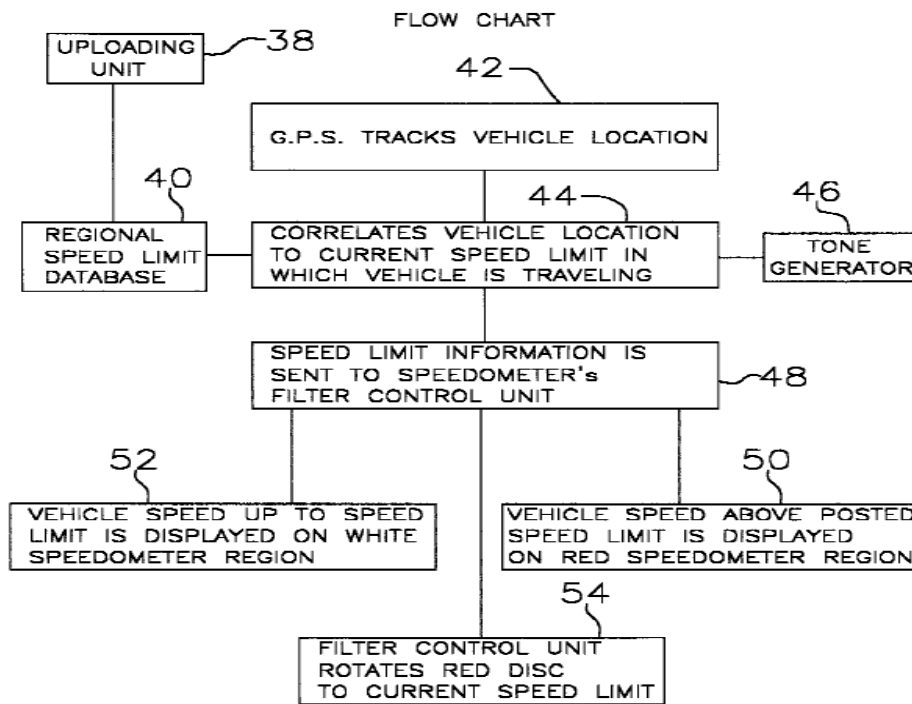 FLOW CHART
UPLOADING
UNIT
38
42
G.P.S. TRACKS VEHICLE LOCATION
40
REGIONAL
SPEED LIMIT
DATABASE
44
CORRELATES VEHICLE LOCATION
TO CURRENT SPEED LIMIT IN
WHICH VEHICLE IS TRAVELING
46
TONE
GENERATOR
SPEED LIMIT INFORMATION IS
SENT TO SPEEDOMETER's
FILTER CONTROL UNIT
48
52
VEHICLE SPEED UP TO SPEED
LIMIT IS DISPLAYED ON WHITE
SPEEDOMETER REGION
50
VEHICLE SPEED ABOVE POSTED
SPEED LIMIT IS DISPLAYED
ON RED SPEEDOMETER REGION
54
FILTER CONTROL UNIT
ROTATES RED DISC
TO CURRENT SPEED LIMIT